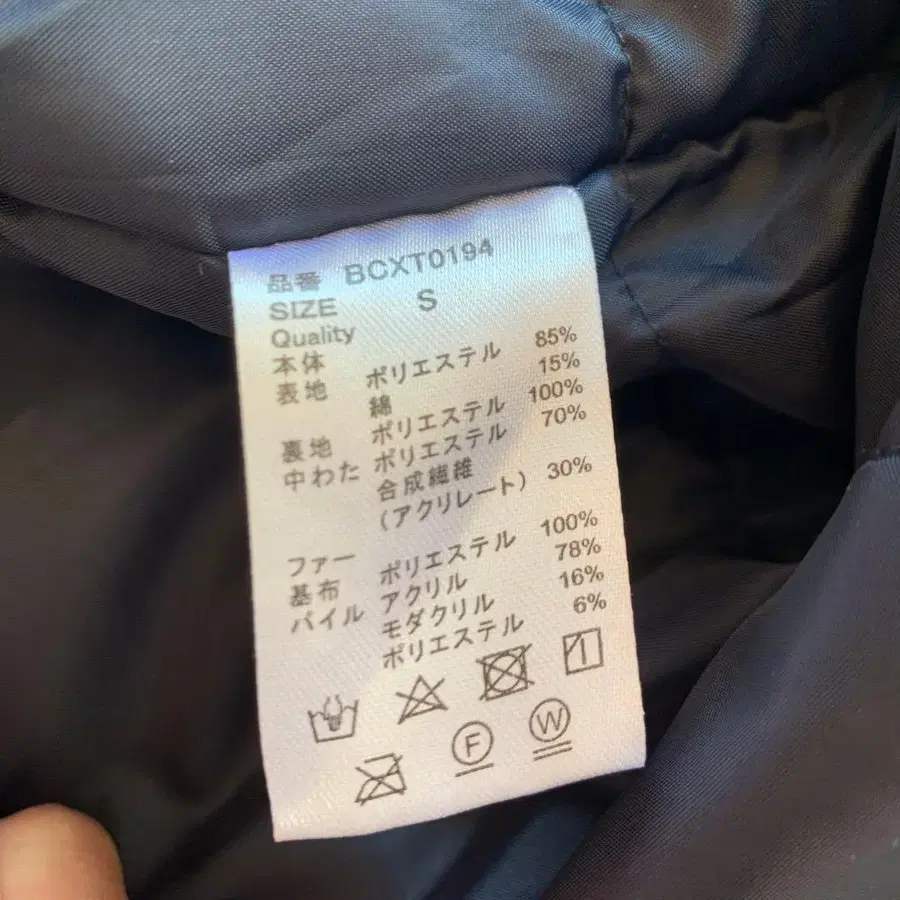 品番 BCXT0194
SIZE S
Quality
本体
表地 ポリエステル 85%
綿 15%
裏地 ポリエステル 100%
中わた ポリエステル 70%
合成繊維
(アクリレート) 30%
ファー
基布 ポリエステル 100%
パイル アクリル 78%
モダクリル 16%
ポリエステル 6%
F W